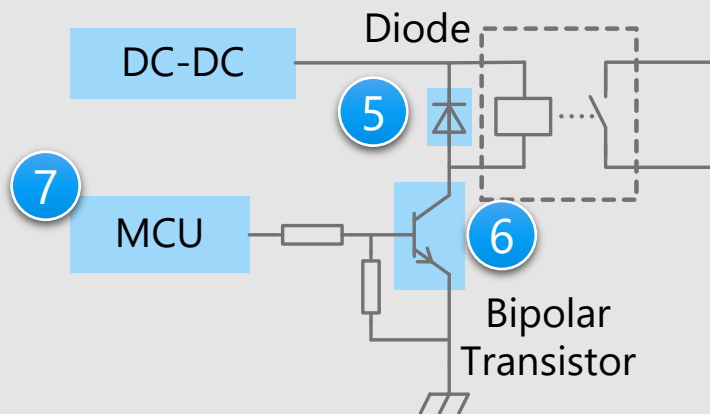 Diode
DC-DC
5
7
MCU
6
Bipolar
Transistor